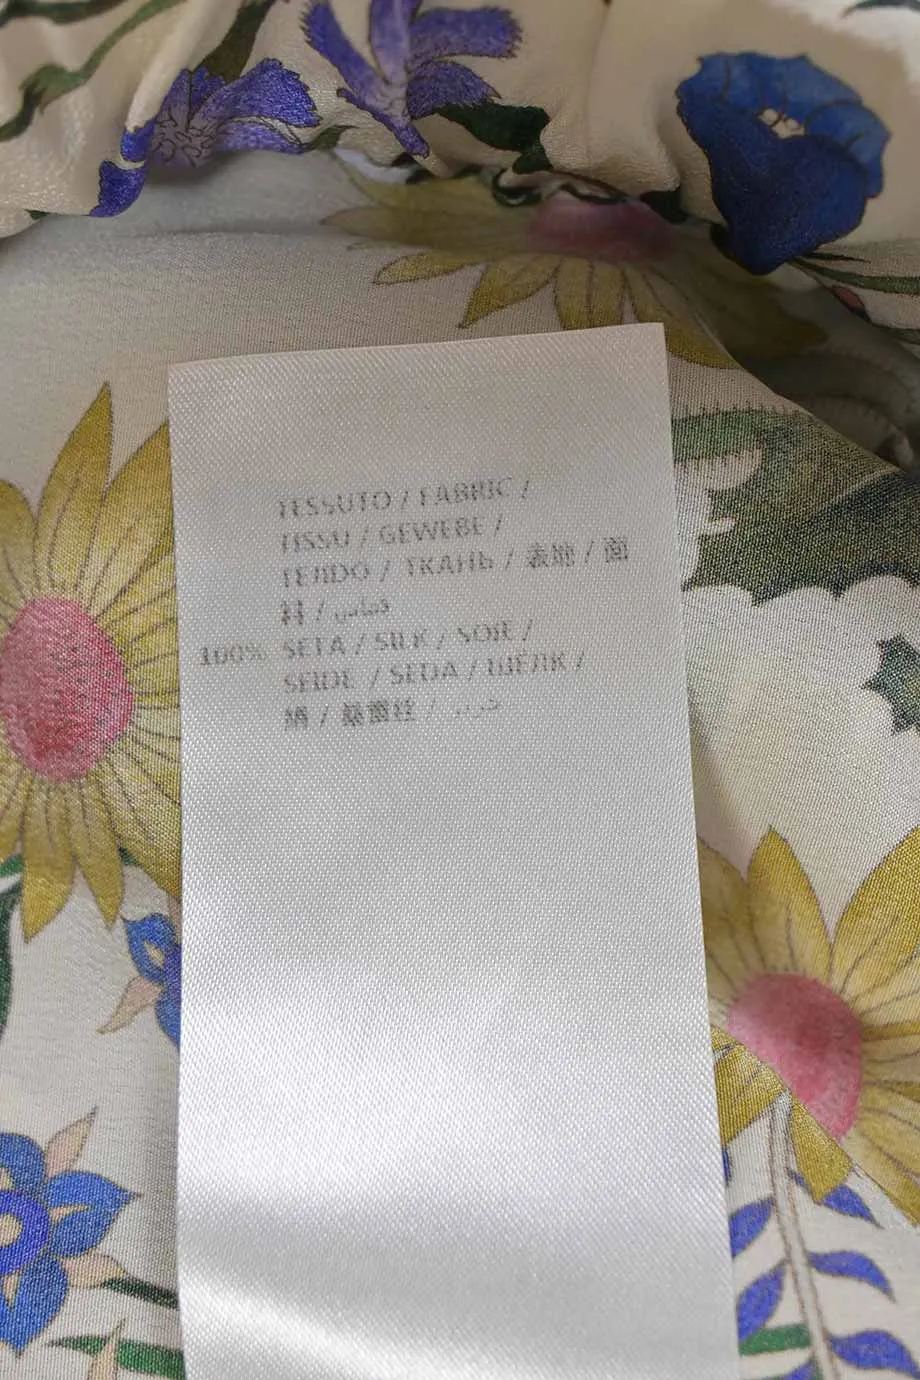 TESSUTO / FABRIC /
TISSU / GEWEBE /
TEJIDO / ТКАНЬ / 表地 / 面
料 / قماش
100% SETA / SILK / SOIE /
SEIDE / SEDA / ШЁЛК /
絹 / 桑蚕丝 / حرير